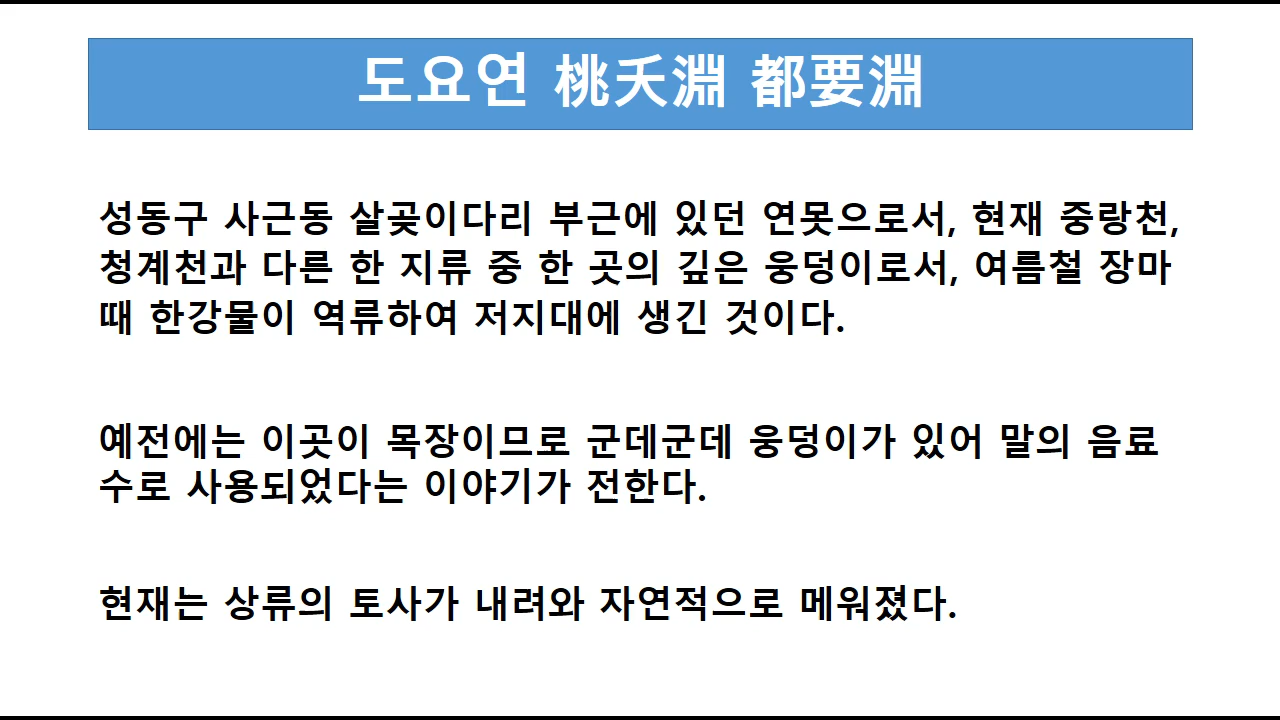 도요연 桃夭淵 都要淵
성동구 사근동 살곶이다리 부근에 있던 연못으로서, 현재 중랑천,
청계천과 다른 한 지류 중 한 곳의 깊은 웅덩이로서, 여름철 장마
때 한강물이 역류하여 저지대에 생긴 것이다.
예전에는 이곳이 목장이므로 군데군데 웅덩이가 있어 말의 음료
수로 사용되었다는 이야기가 전한다.
현재는 상류의 토사가 내려와 자연적으로 메워졌다.